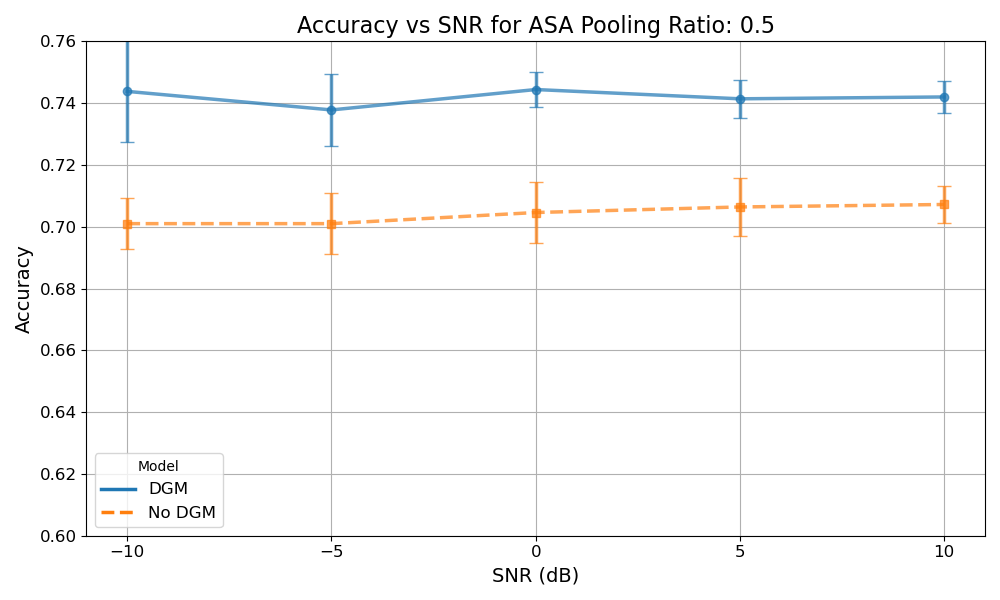 Accuracy vs SNR for ASA Pooling Ratio: 0.5
0.76
0.74
0.72
0.70
0.68
0.66
0.64
0.62
0.60
Accuracy
Model
DGM
No DGM
−10
−5
0
5
10
SNR (dB)